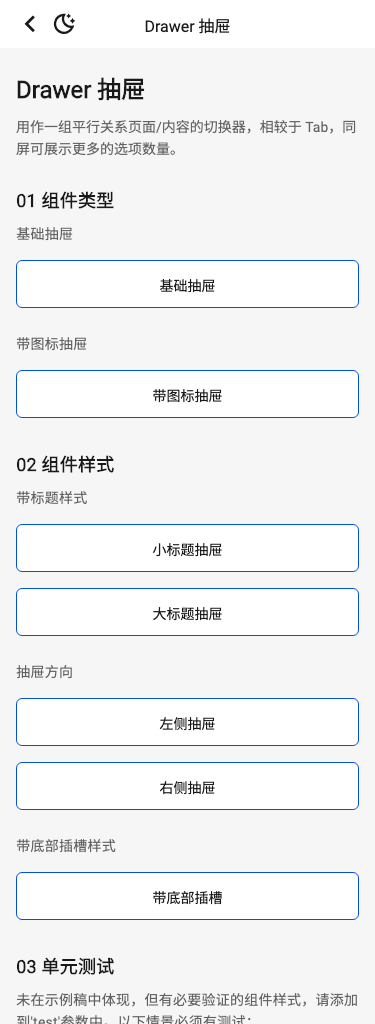 Drawer 抽屉
Drawer 抽屉
用作一组平行关系页面/内容的切换器，相较于 Tab，同
屏可展示更多的选项数量。
01 组件类型
基础抽屉
基础抽屉
带图标抽屉
带图标抽屉
02 组件样式
带标题样式
小标题抽屉
大标题抽屉
抽屉方向
左侧抽屉
右侧抽屉
带底部插槽样式
带底部插槽
03 单元测试
未在示例稿中体现，但有必要验证的组件样式，请添加
到'test'参数中。以下情景必须有测试：